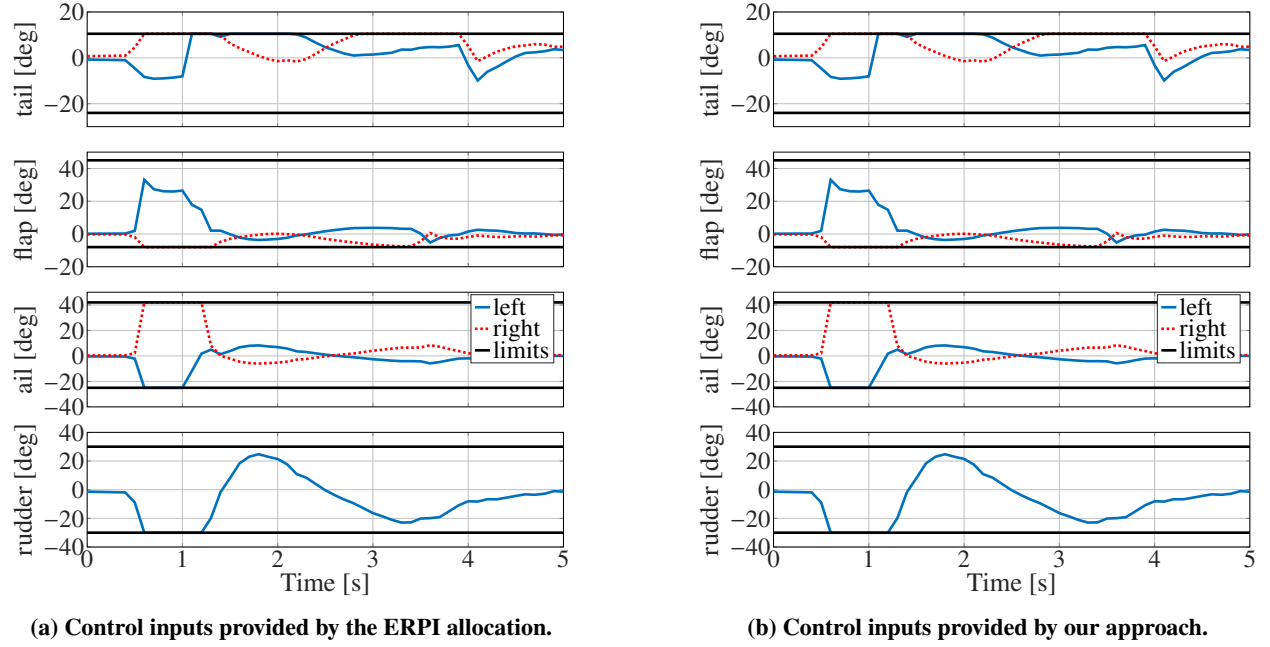 20
0
−20
tail [deg]
40
20
0
−20
flap [deg]
40
20
0
−20
−40
ail [deg]
left
right
limits
40
20
0
−20
−40
rudder [deg]
0 1 2 3 4 5
Time [s]
(a) Control inputs provided by the ERPI allocation.
20
0
−20
tail [deg]
40
20
0
−20
flap [deg]
40
20
0
−20
−40
ail [deg]
left
right
limits
40
20
0
−20
−40
rudder [deg]
0 1 2 3 4 5
Time [s]
(b) Control inputs provided by our approach.